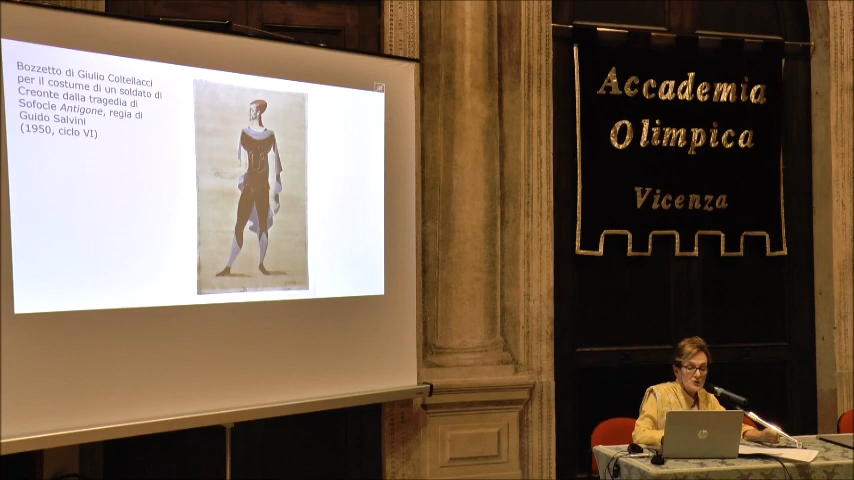 Bozzetto di Giulio Coltellacci
per il costume di un soldato di
Creonte dalla tragedia di
Sofocle Antigone, regia di
Guido Salvini
(1950, ciclo VI)
Accademia
Olimpica
Vicenza
hp